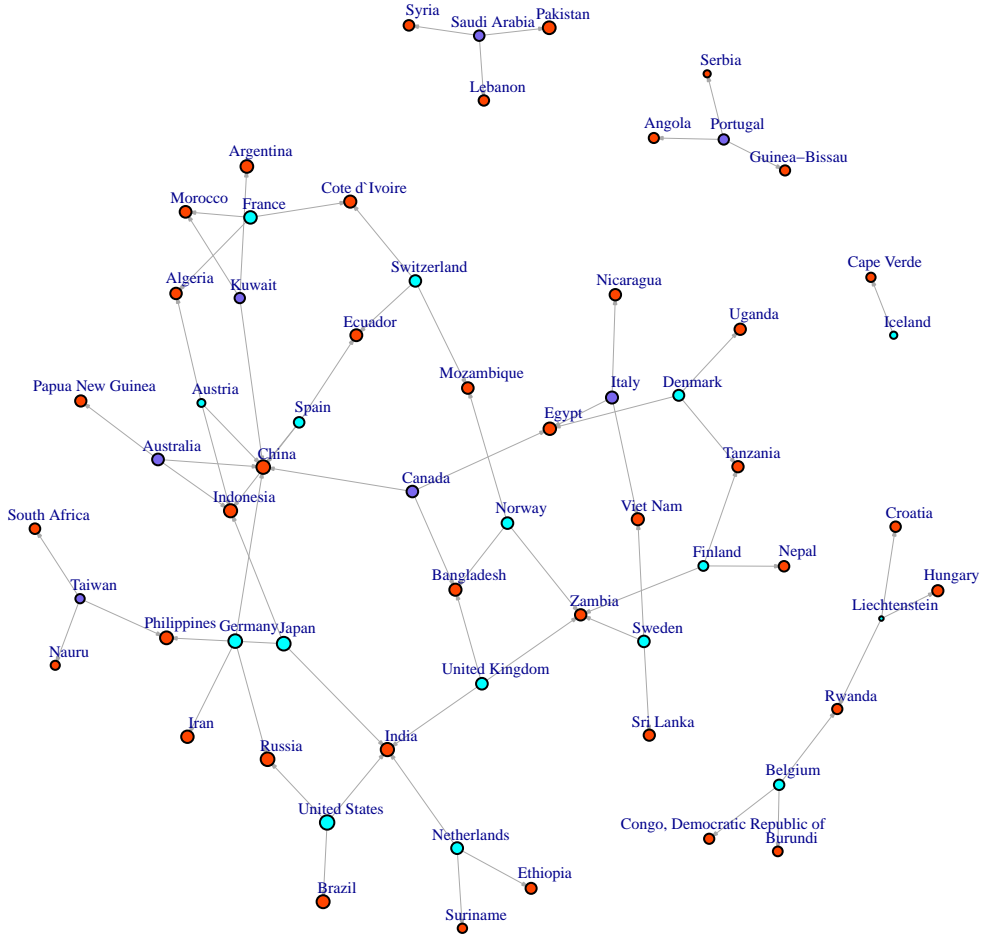 Syria
Saudi Arabia
Pakistan
Lebanon
Serbia
Angola
Portugal
Guinea−Bissau
Argentina
Morocco
France
Cote d`Ivoire
Algeria
Kuwait
Switzerland
Nicaragua
Cape Verde
Ecuador
Uganda
Iceland
Papua New Guinea
Austria
Spain
Mozambique
Italy
Denmark
Egypt
Australia
China
Canada
Tanzania
Indonesia
Norway
Viet Nam
South Africa
Croatia
Taiwan
Bangladesh
Finland
Nepal
Hungary
Philippines
Germany
Japan
Zambia
Sweden
Liechtenstein
Nauru
United Kingdom
Iran
Russia
India
Sri Lanka
Rwanda
United States
Netherlands
Belgium
Congo, Democratic Republic of
Burundi
Brazil
Ethiopia
Suriname